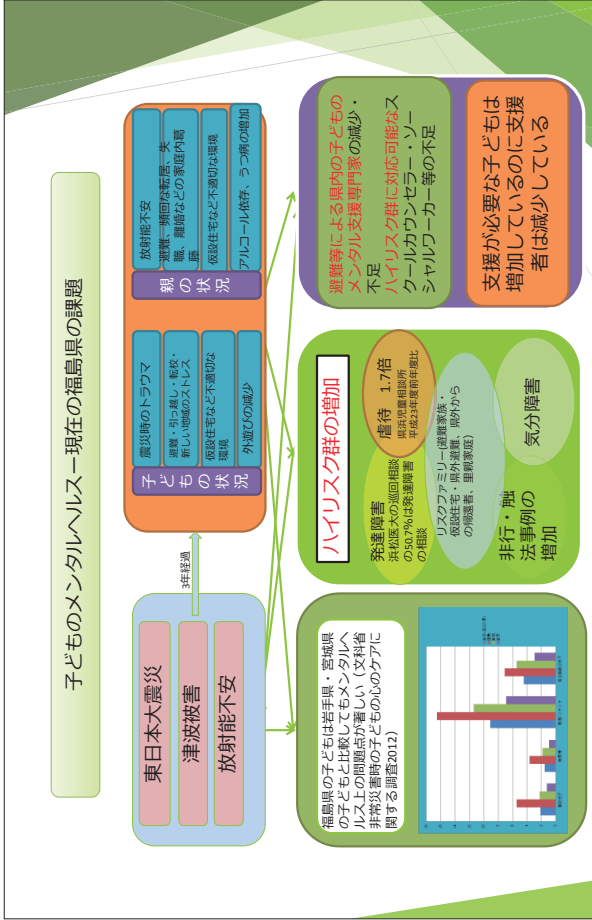 子どものメンタルヘルスー現在の福島県の課題
東日本大震災
津波被害
放射能不安
3年経過
子どもの状況
震災時のトラウマ
避難・引っ越し・転校・
新しい地域のストレス
仮設住宅など不適切な
環境
外遊びの減少
親の状況
放射能不安
避難、頻回な転居、失
職、離婚などの家庭内葛
藤
仮設住宅など不適切な環境
アルコール依存、うつ病の増加
福島県の子どもは岩手県・宮城県
の子どもと比較してもメンタルヘ
ルス上の問題点が著しい（文科省
非常災害時の子どもの心のケアに
関する調査2012）
ハイリスク群の増加
発達障害
浜松医大の巡回相談
の50.7%は発達障害
の相談
虐待 1.7倍
県浜児童相談所
平成23年度前年度比
リスクファミリー(避難家族・
仮設住宅・県外避難、県外から
の帰還者、里親家庭)
非行・触
法事例の
増加
気分障害
避難等による県内の子どもの
メンタル支援専門家の減少・
不足
ハイリスク群に対応可能なス
クールカウンセラー・ソー
シャルワーカー等の不足
支援が必要な子どもは
増加しているのに支援
者は減少している